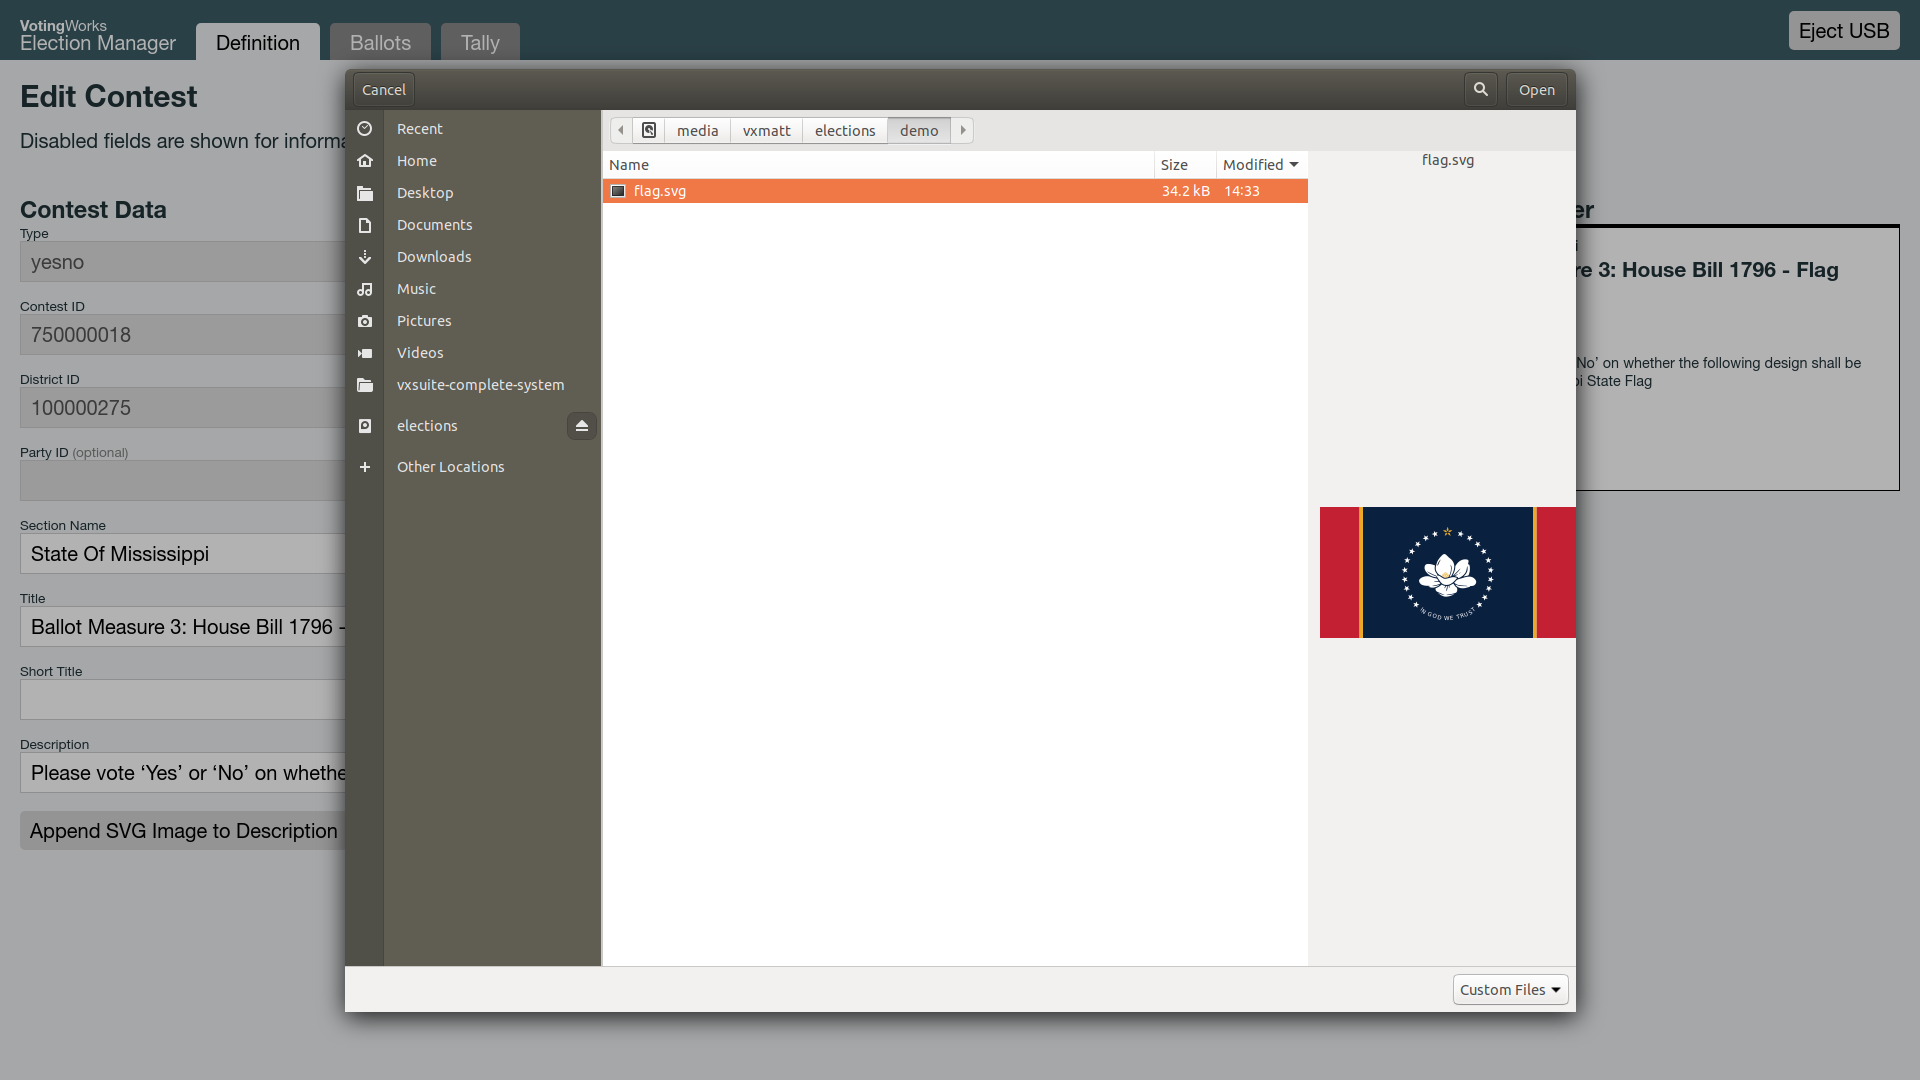 VotingWorks
Election Manager
Definition
Ballots
Tally
Eject USB
Edit Contest
Disabled fields are shown for
Contest Data
Type
yesno
Contest ID
750000018
District ID
100000275
Party ID (optional)
Section Name
State Of Mississippi
Title
Ballot Measure 3: House Bill 1796 -
Short Title
Description
Please vote ‘Yes’ or ‘No’ on
Append SVG Image to Description
Cancel
Open
Recent
Home
Desktop
Documents
Downloads
Music
Pictures
Videos
vxsuite-complete-system
elections
Other Locations
media
vxmatt
elections
demo
Name
Size
Modified
flag.svg
34.2 kB
14:33
flag.svg
IN GOD WE TRUST
Custom Files
3: House Bill 1796 - Flag
No’ on whether the following design shall be
State Flag